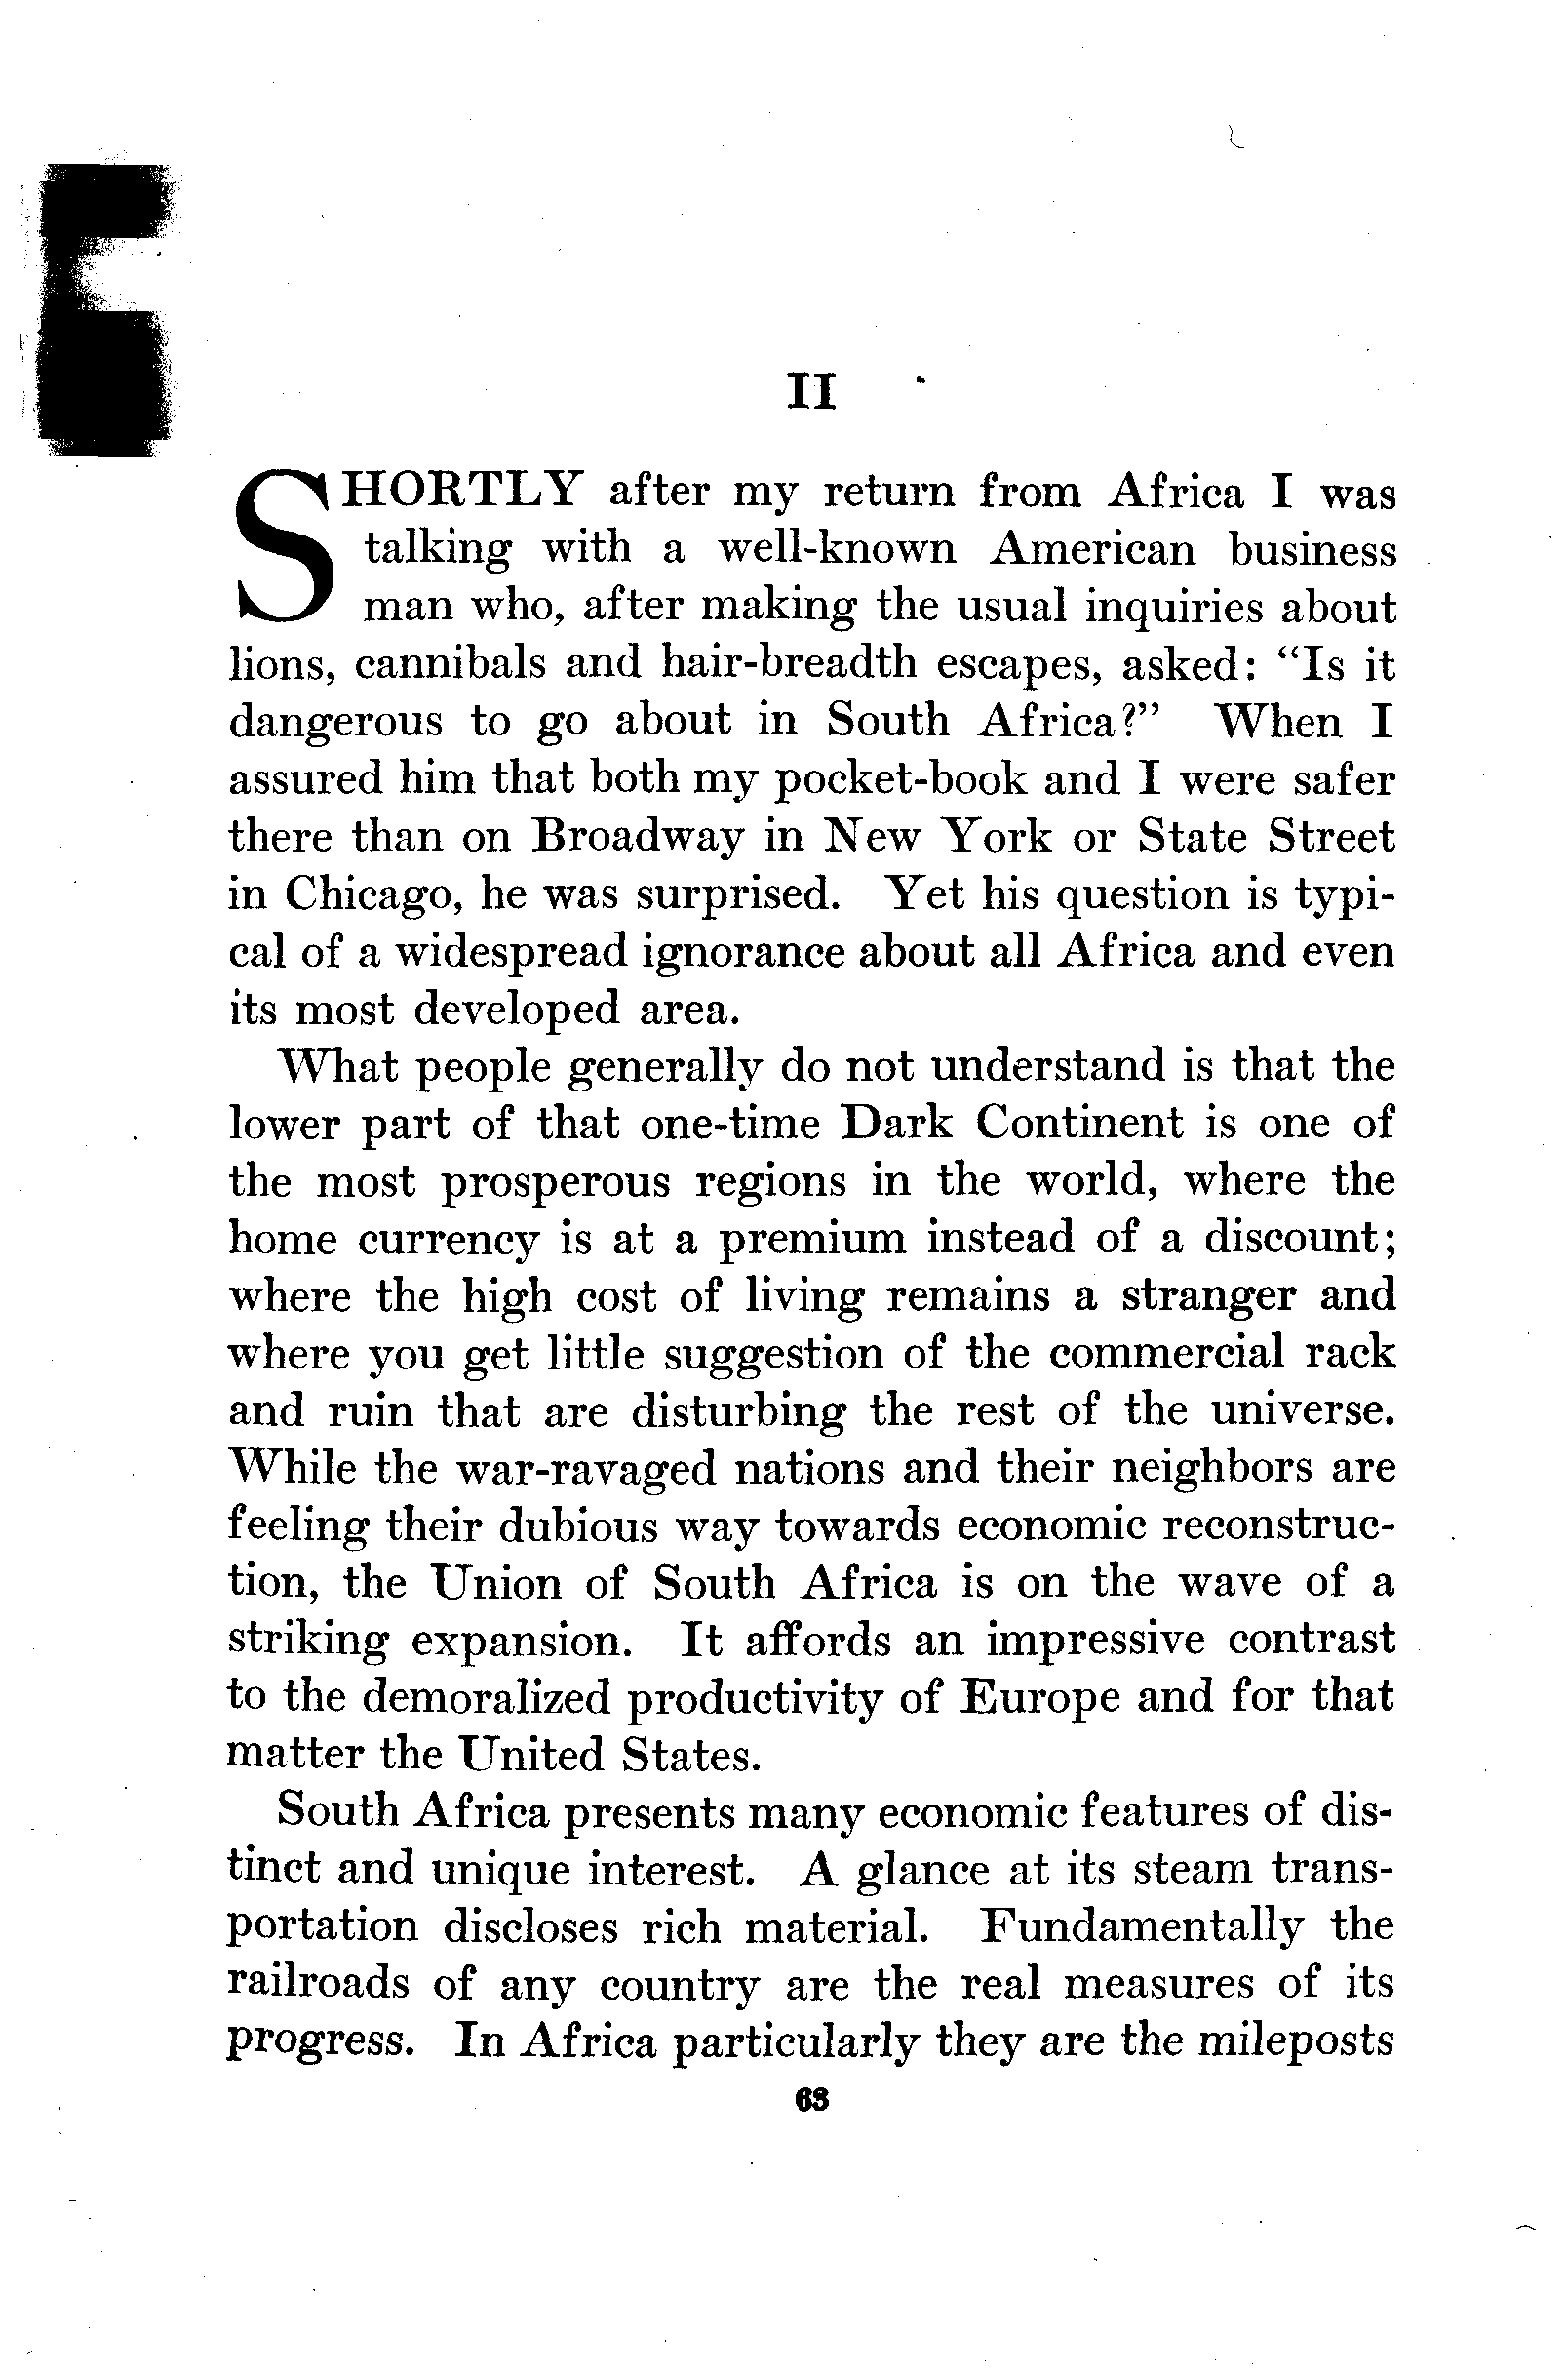 II
SHORTLY after my return from Africa I was
talking with a well-known American business
man who, after making the usual inquiries about
lions, cannibals and hair-breadth escapes, asked: “Is it
dangerous to go about in South Africa?” When I
assured him that both my pocket-book and I were safer
there than on Broadway in New York or State Street
in Chicago, he was surprised. Yet his question is typi-
cal of a widespread ignorance about all Africa and even
its most developed area.
What people generally do not understand is that the
lower part of that one-time Dark Continent is one of
the most prosperous regions in the world, where the
home currency is at a premium instead of a discount;
where the high cost of living remains a stranger and
where you get little suggestion of the commercial rack
and ruin that are disturbing the rest of the universe.
While the war-ravaged nations and their neighbors are
feeling their dubious way towards economic reconstruc-
tion, the Union of South Africa is on the wave of a
striking expansion. It affords an impressive contrast
to the demoralized productivity of Europe and for that
matter the United States.
South Africa presents many economic features of dis-
tinct and unique interest. A glance at its steam trans-
portation discloses rich material. Fundamentally the
railroads of any country are the real measures of its
progress. In Africa particularly they are the mileposts
63